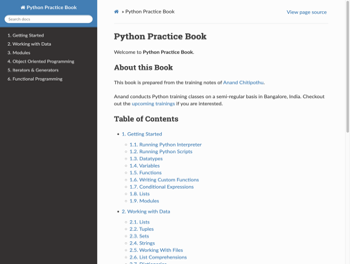 Python Practice Book
Search docs
1. Getting Started
2. Working with Data
3. Modules
4. Object Oriented Programming
5. Iterators & Generators
6. Functional Programming
» Python Practice Book
View page source
Python Practice Book
Welcome to Python Practice Book.
About this Book
This book is prepared from the training notes of Anand Chitipothu.
Anand conducts Python training classes on a semi-regular basis in Bangalore, India. Checkout
out the upcoming trainings if you are interested.
Table of Contents
1. Getting Started
1.1. Running Python Interpreter
1.2. Running Python Scripts
1.3. Datatypes
1.4. Variables
1.5. Functions
1.6. Writing Custom Functions
1.7. Conditional Expressions
1.8. Lists
1.9. Modules
2. Working with Data
2.1. Lists
2.2. Tuples
2.3. Sets
2.4. Strings
2.5. Working With Files
2.6. List Comprehensions
2.7. Dictionaries